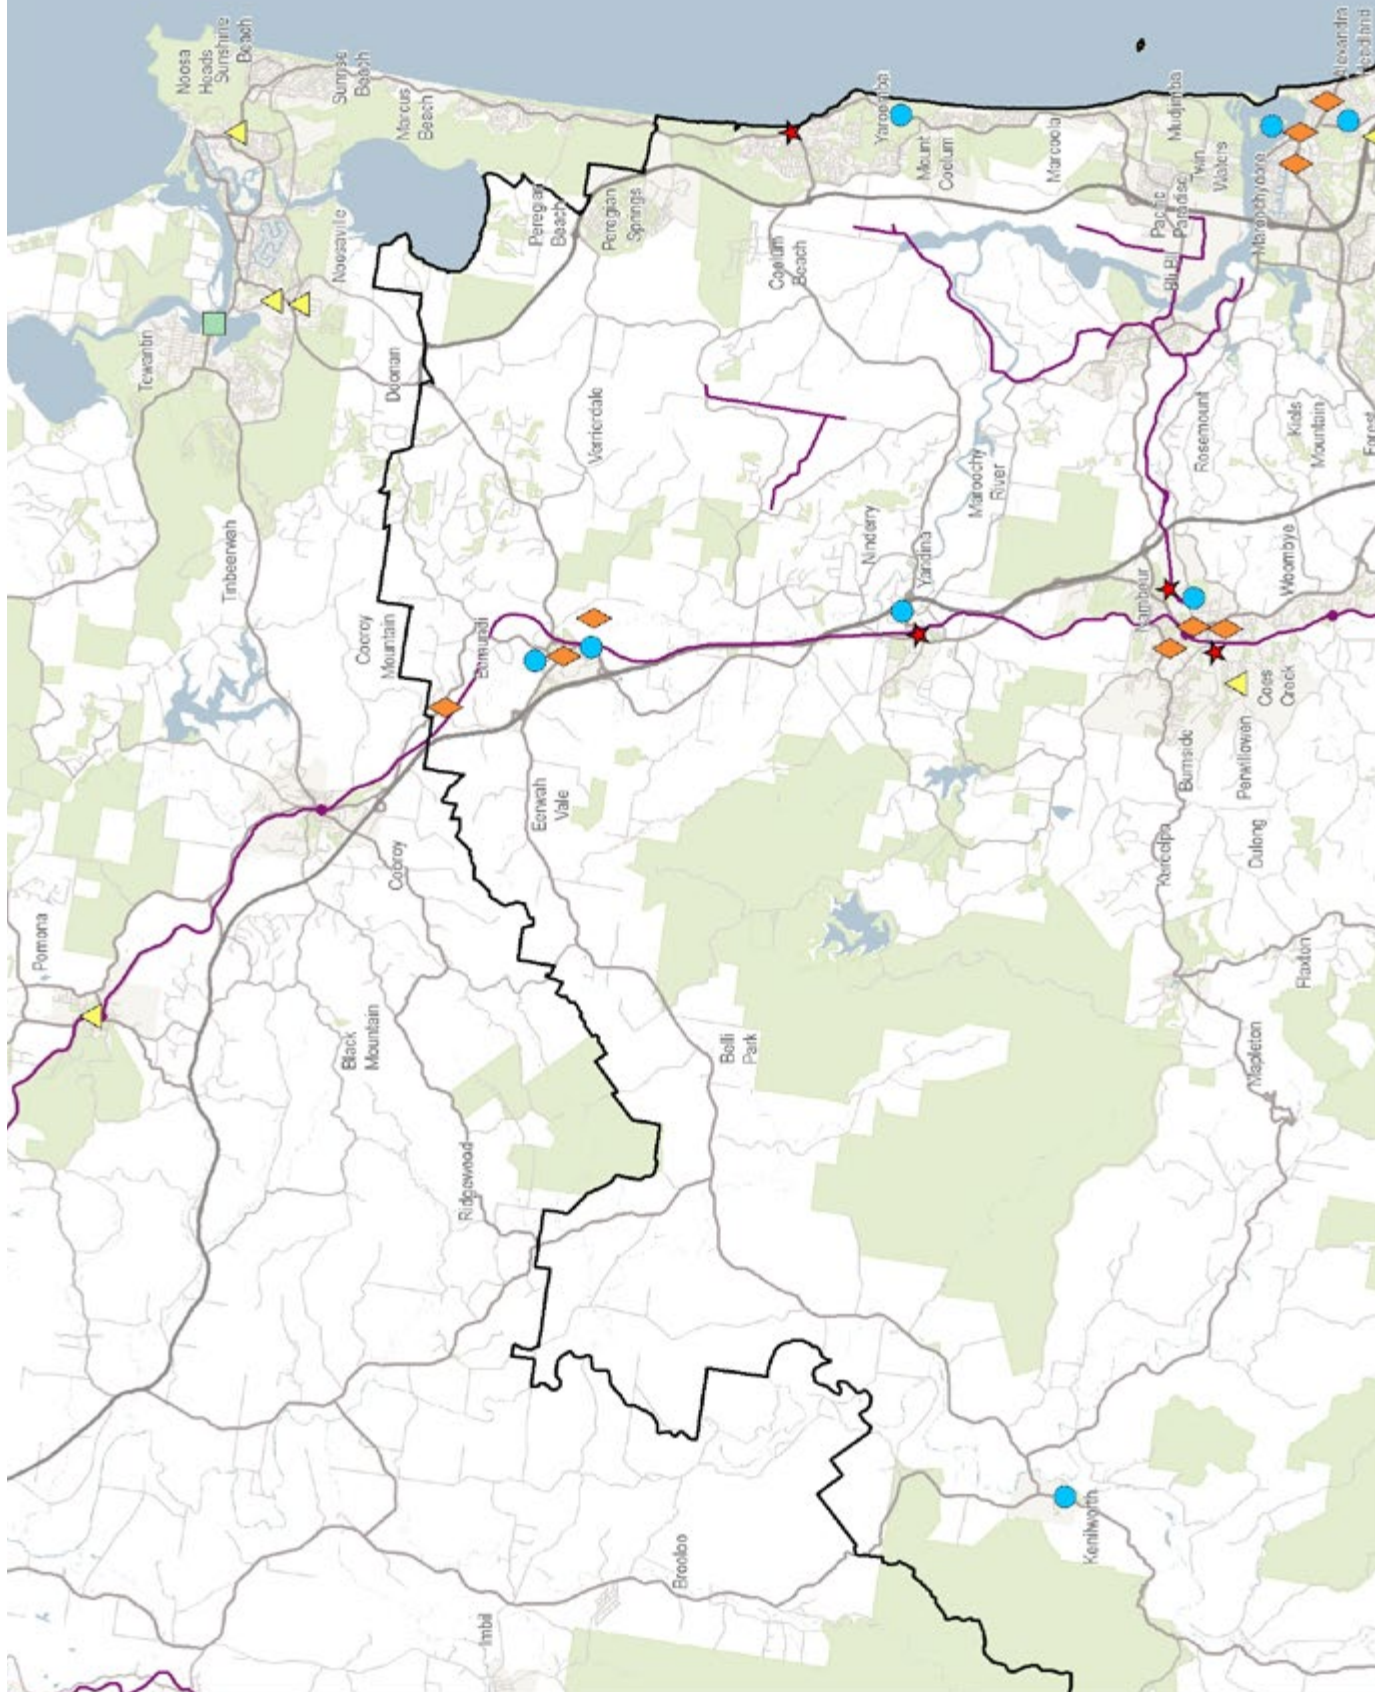 Noosa
Heads
Sunshine
Beach
Sunrise
Beach
Marcus
Beach
Noosaville
Tewantin
Doonan
Peregian
Beach
Peregian
Springs
Verrierdale
Coolum
Beach
Yaroomba
Mount
Coolum
Marcoola
Mudjimba
Twin
Waters
Pacific
Paradise
Bli Bli
Maroochydore
Alexandra
Headland
Tinbeerwah
Cooroy
Mountain
Eumundi
Ninderry
Yandina
Maroochy
River
Rosemount
Kiels
Mountain
Forest
Nambour
Woombye
Coes
Creek
Burnside
Perwillowen
Eerwah
Vale
Cooroy
Pomona
Black
Mountain
Ridgewood
Belli
Park
Kureelpa
Dulong
Flaxton
Mapleton
Kenilworth
Brooloo
Imbil